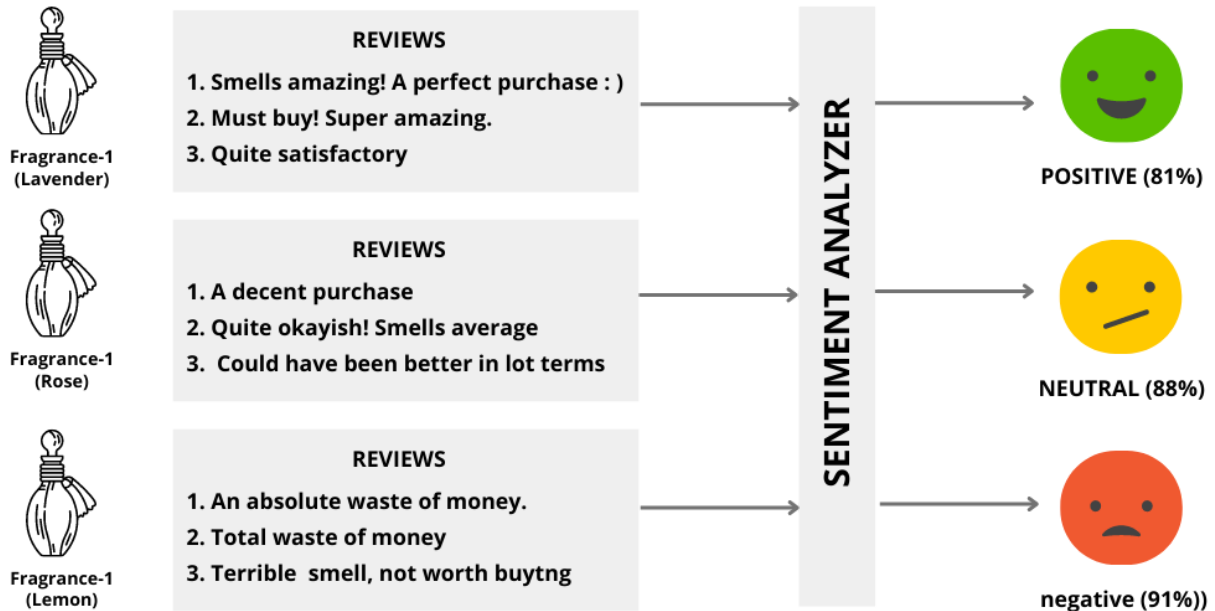 REVIEWS
1. Smells amazing! A perfect purchase : )
2. Must buy! Super amazing.
3. Quite satisfactory
Fragrance-1
(Lavender)
POSITIVE (81%)
REVIEWS
1. A decent purchase
2. Quite okayish! Smells average
3. Could have been better in lot terms
Fragrance-1
(Rose)
NEUTRAL (88%)
REVIEWS
1. An absolute waste of money.
2. Total waste of money
3. Terrible smell, not worth buytng
Fragrance-1
(Lemon)
negative (91%))
SENTIMENT ANALYZER